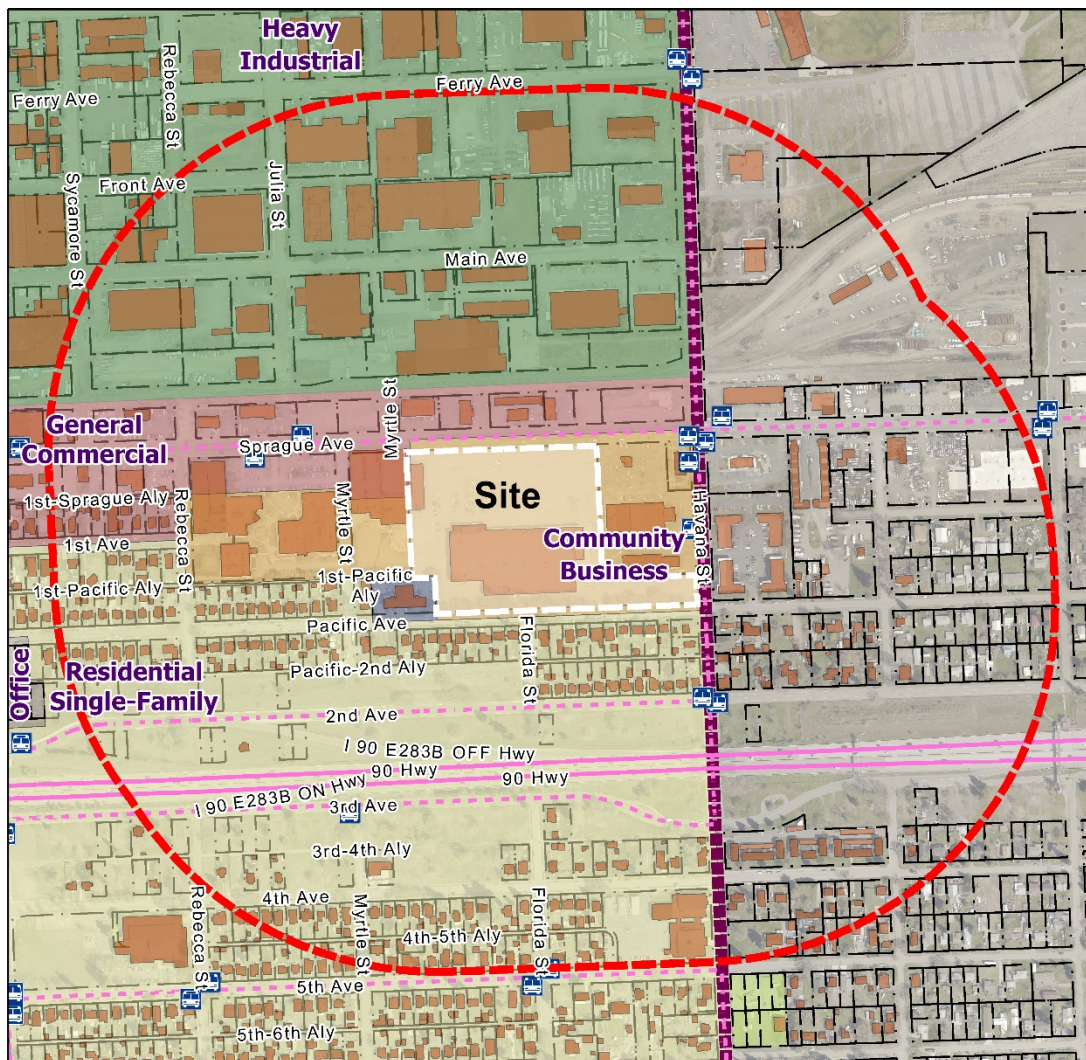 Heavy
Industrial
Rebecca St
Ferry Ave
Ferry Ave
Front Ave
Sycamore St
Julia St
Main Ave
Myrtle St
General
Commercial
Sprague Ave
1st-Sprague Aly
Rebecca St
Myrtle St
Site
Havana St
Community
Business
1st Ave
1st-Pacific Aly
1st-Pacific
Aly
Pacific Ave
Florida St
Pacific-2nd Aly
Office
Residential
Single-Family
2nd Ave
I 90 E283B OFF Hwy
90 Hwy
90 Hwy
I 90 E283B ON Hwy
3rd Ave
3rd-4th Aly
Rebecca St
4th Ave
Myrtle St
4th-5th Aly
Florida St
5th Ave
5th-6th Aly